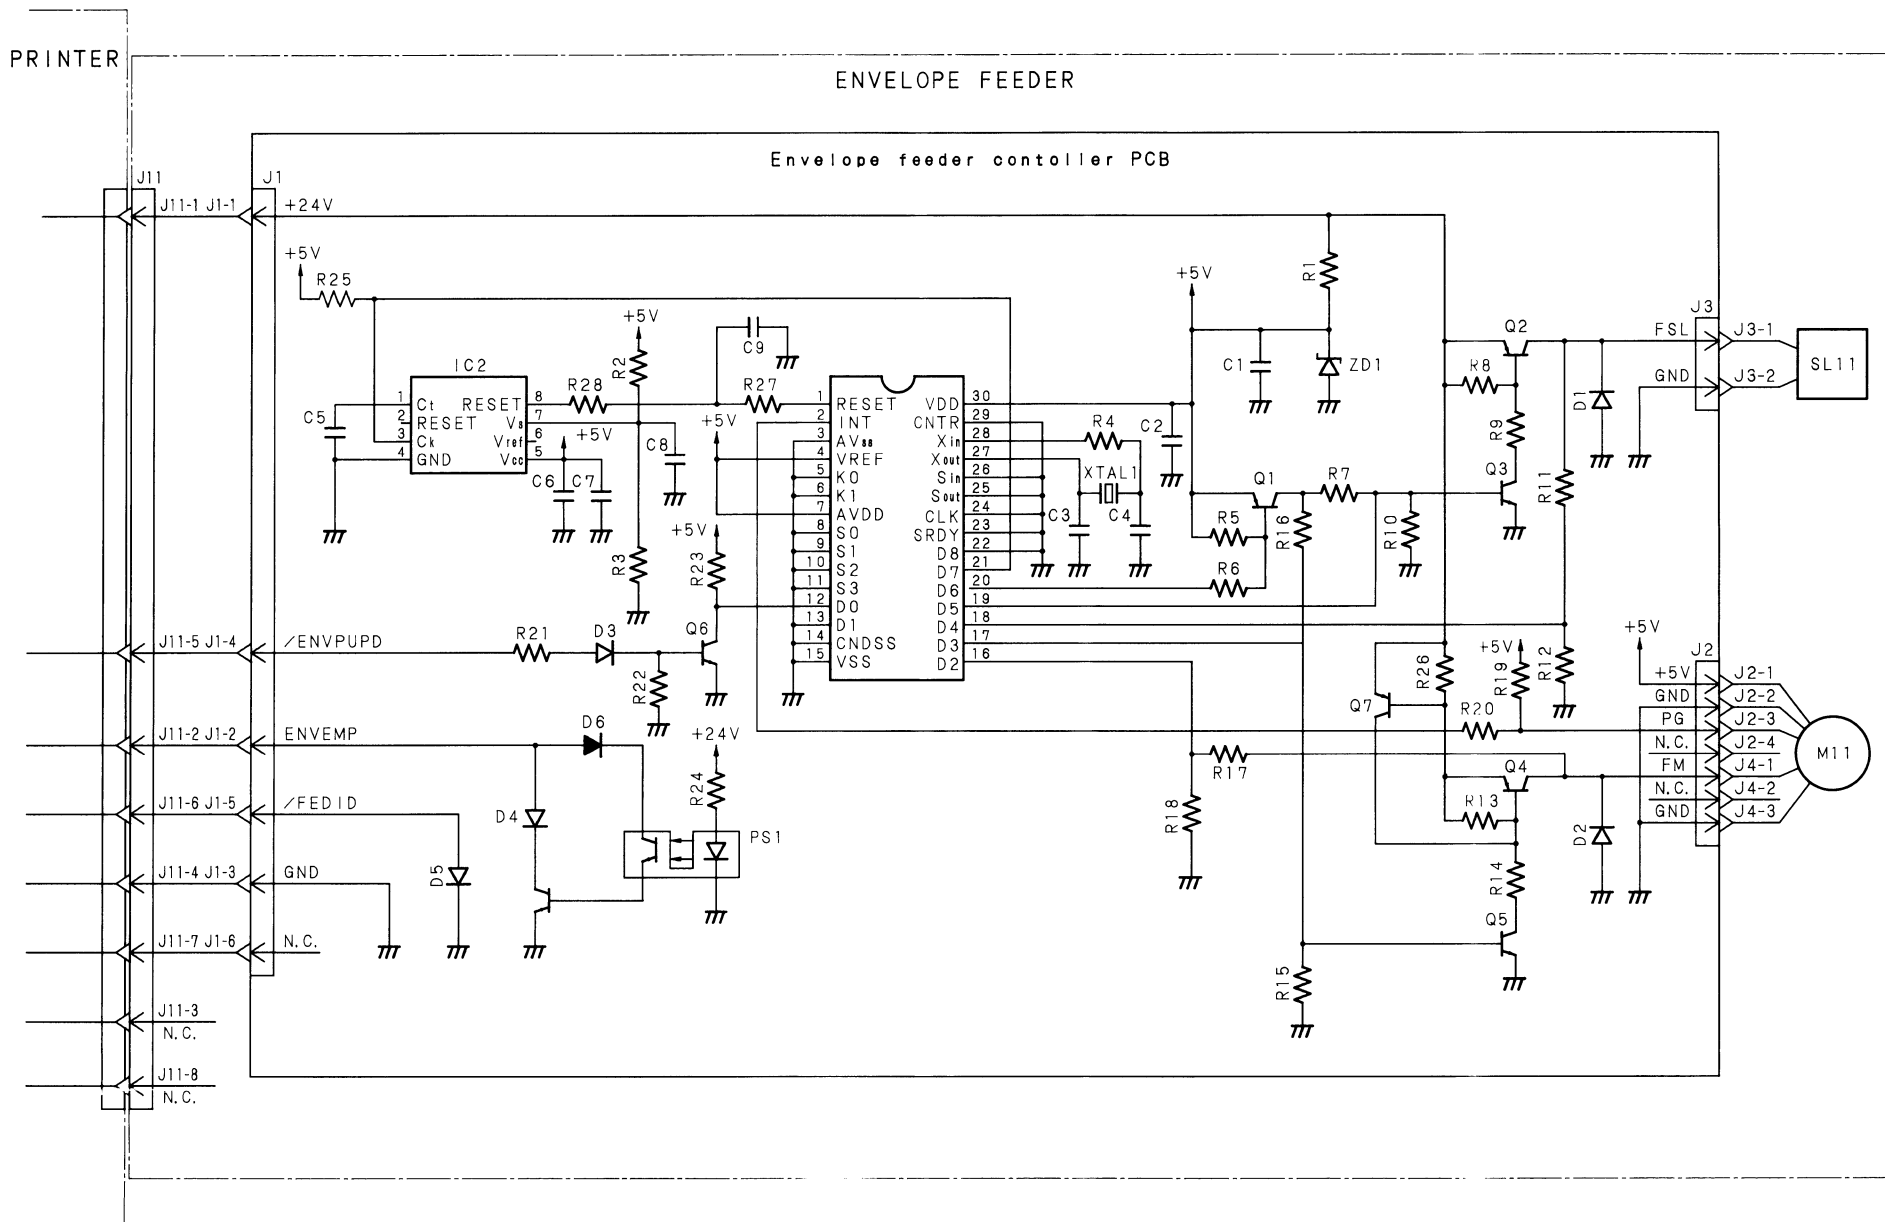 PRINTER
ENVELOPE FEEDER
Envelope feeder contoller PCB
J11
J1
J11-1 J1-1
+24V
+5V
R25
+5V
R2
C9
IC2
1 Ct RESET 8
2 RESET Vs 7
3 Ck Vref 6
4 GND Vcc 5
C5
R28
R27
+5V
C6
C7
C8
R3
+5V
+5V
R23
1 RESET VDD 30
2 INT CNTR 29
3 AVss Xin 28
4 VREF Xout 27
5 K0 Sin 26
6 K1 Sout 25
7 AVDD CLK 24
8 S0 SRDY 23
9 S1 D8 22
10 S2 D7 21
11 S3 D6 20
12 D0 D5 19
13 D1 D4 18
14 CNDSS D3 17
15 VSS D2 16
R4
XTAL1
C3
C4
+5V
C2
C1
R1
ZD1
Q1
R5
R6
R7
R16
R10
Q2
R8
R9
Q3
R11
D1
J3
FSL
J3-1
GND
J3-2
SL11
J11-5 J1-4
/ENVPUPD
R21
D3
Q6
R22
R26
Q7
+5V
R19
R12
R20
+5V
J2
+5V
J2-1
GND
J2-2
PG
J2-3
N.C.
J2-4
FM
J4-1
N.C.
J4-2
GND
J4-3
M11
J11-2 J1-2
ENVEMP
D6
+24V
R24
R17
R18
Q4
R13
D2
R14
Q5
R15
J11-6 J1-5
/FEDID
D4
PS1
D5
J11-4 J1-3
GND
J11-7 J1-6
N.C.
J11-3
N.C.
J11-8
N.C.